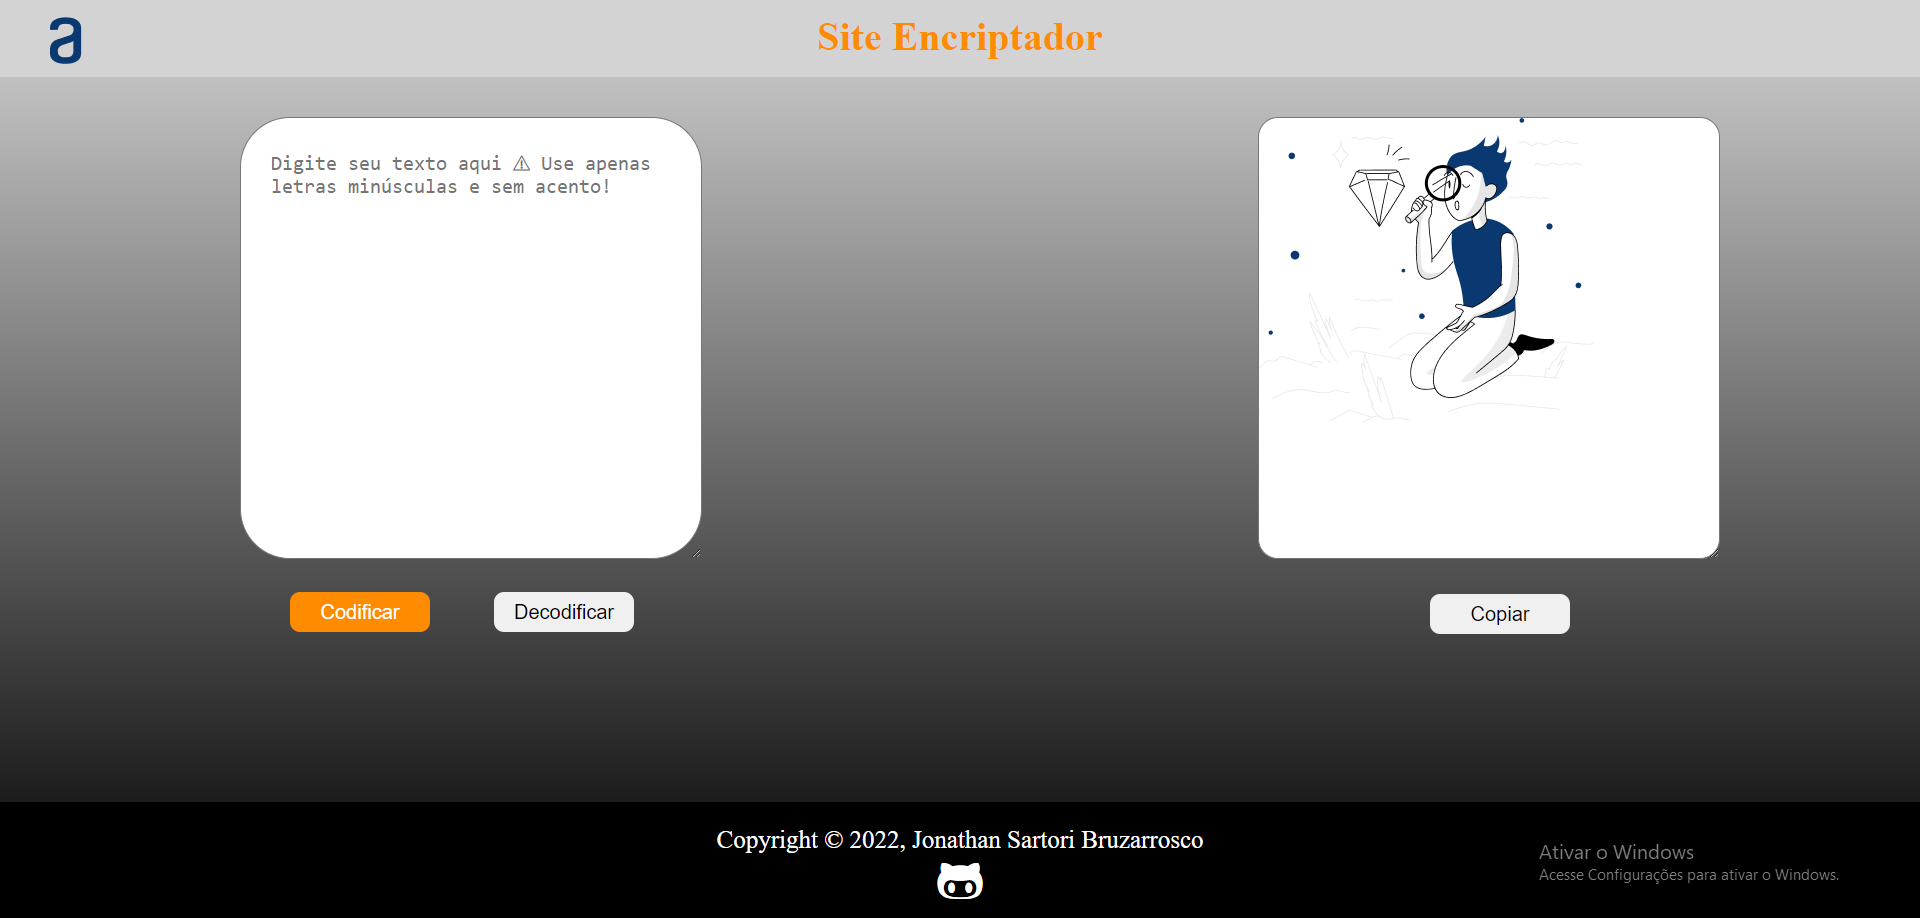 a
Site Encriptador
Digite seu texto aqui ⚠ Use apenas
letras minúsculas e sem acento!
Codificar
Decodificar
Copiar
Copyright © 2022, Jonathan Sartori Bruzarrosco
Ativar o Windows
Acesse Configurações para ativar o Windows.